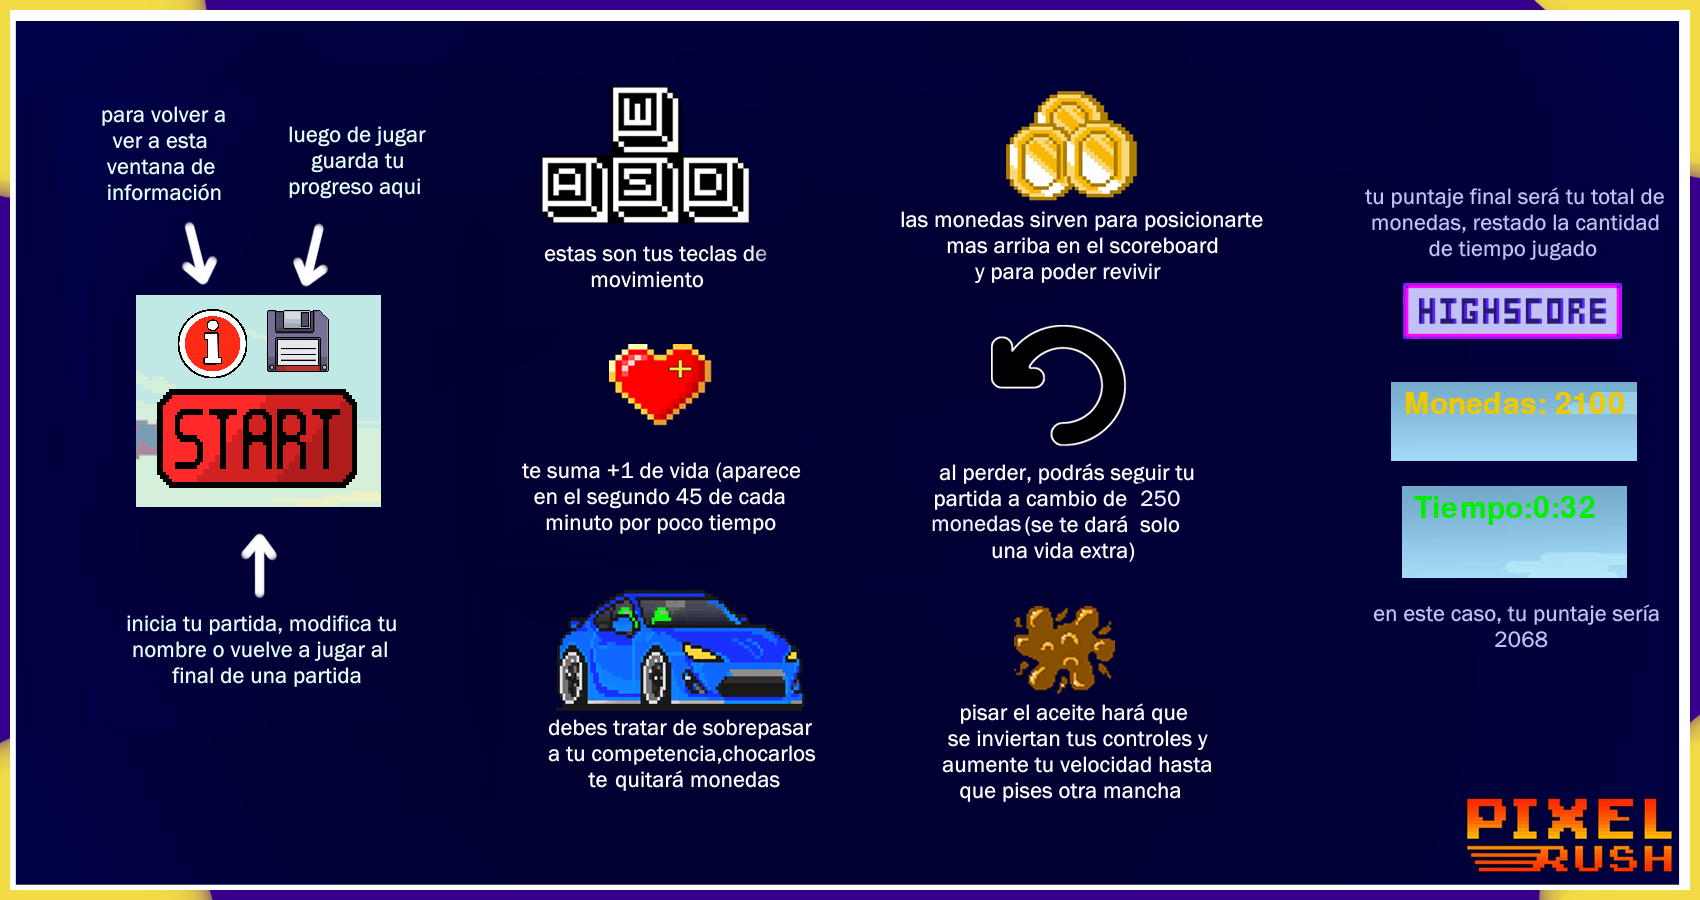 para volver a
ver a esta
ventana de
información
luego de jugar
guarda tu
progreso aqui
START
inicia tu partida, modifica tu
nombre o vuelve a jugar al
final de una partida
W
A S D
estas son tus teclas de
movimiento
te suma +1 de vida (aparece
en el segundo 45 de cada
minuto por poco tiempo
debes tratar de sobrepasar
a tu competencia,chocarlos
te quitará monedas
las monedas sirven para posicionarte
mas arriba en el scoreboard
y para poder revivir
al perder, podrás seguir tu
partida a cambio de 250
monedas (se te dará solo
una vida extra)
pisar el aceite hará que
se inviertan tus controles y
aumente tu velocidad hasta
que pises otra mancha
tu puntaje final será tu total de
monedas, restado la cantidad
de tiempo jugado
HIGHSCORE
Monedas: 2100
Tiempo:0:32
en este caso, tu puntaje sería
2068
PIXEL
RUSH